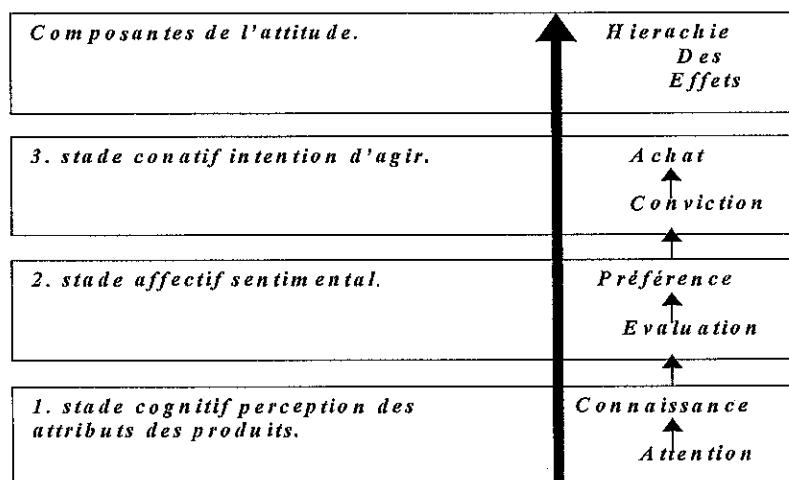 Composantes de l'attitude.
Hierachie
Des
Effets
3. stade conatif intention d'agir.
Achat
Conviction
2. stade affectif sentimental.
Préférence
Evaluation
1. stade cognitif perception des
attributs des produits.
Connaissance
Attention